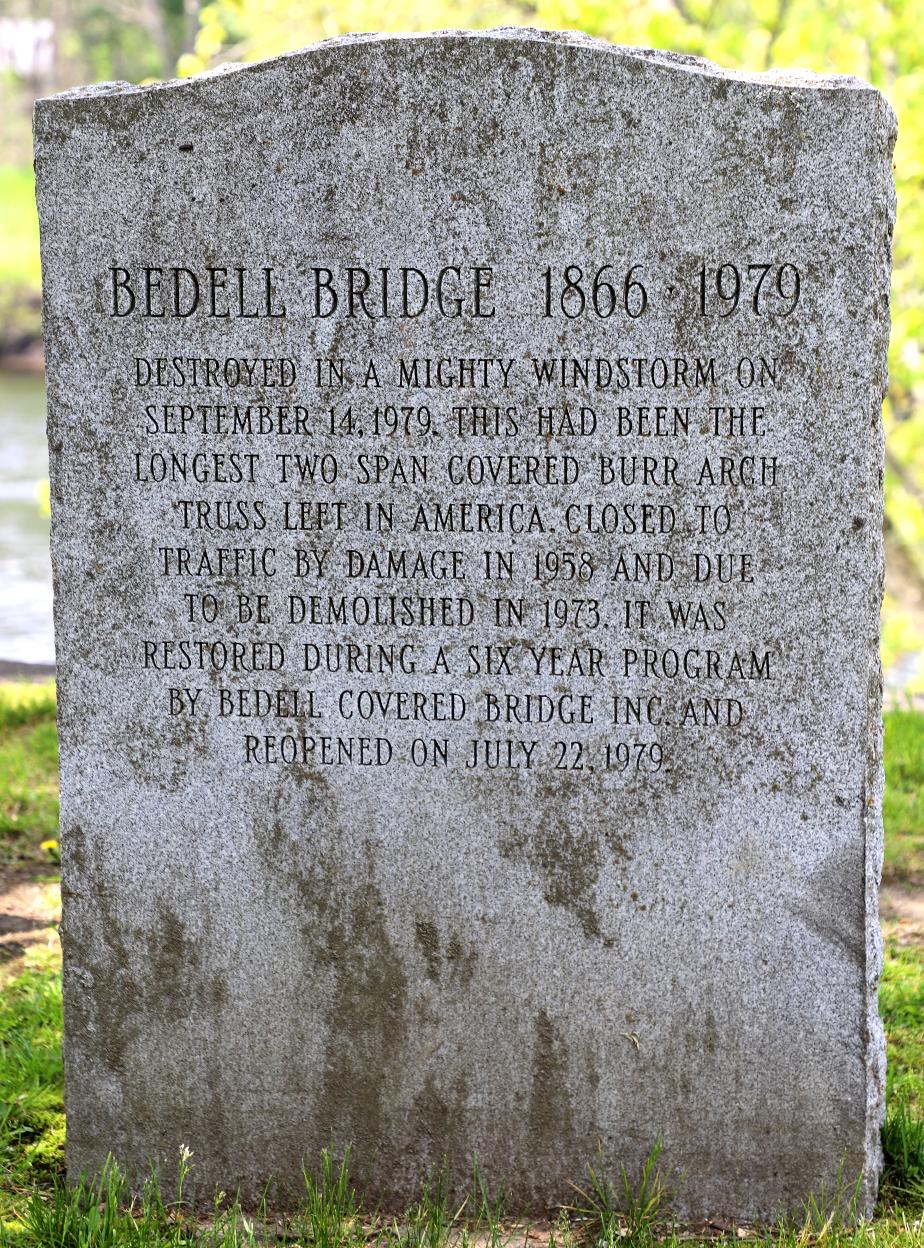 BEDELL BRIDGE 1866 · 1979
DESTROYED IN A MIGHTY WINDSTORM ON
SEPTEMBER 14, 1979. THIS HAD BEEN THE
LONGEST TWO SPAN COVERED BURR ARCH
TRUSS LEFT IN AMERICA. CLOSED TO
TRAFFIC BY DAMAGE IN 1958 AND DUE
TO BE DEMOLISHED IN 1973. IT WAS
RESTORED DURING A SIX YEAR PROGRAM
BY BEDELL COVERED BRIDGE INC. AND
REOPENED ON JULY 22, 1979.